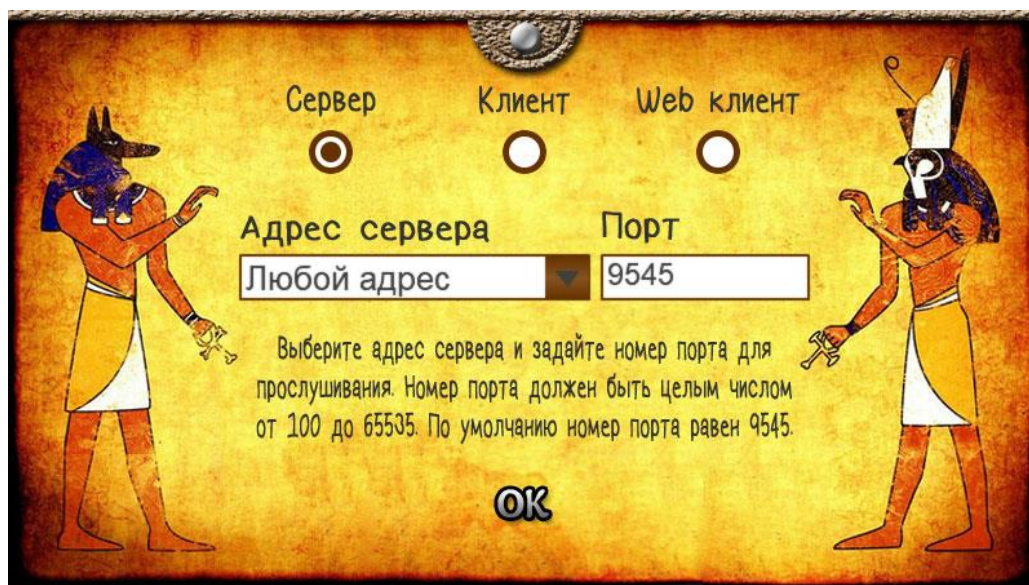 Сервер Клиент Web клиент
Адрес сервера Порт
Любой адрес 9545
Выберите адрес сервера и задайте номер порта для
прослушивания. Номер порта должен быть целым числом
от 100 до 65535. По умолчанию номер порта равен 9545.
OK